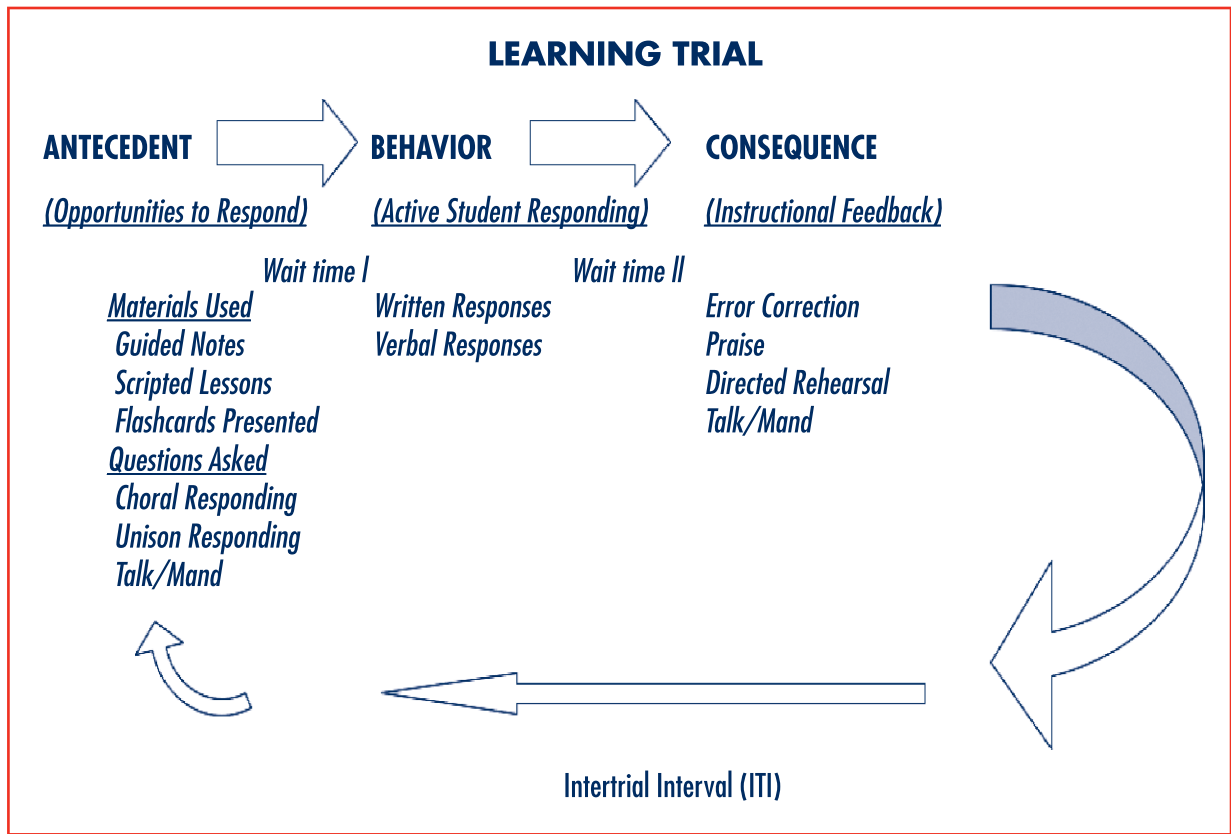 LEARNING TRIAL
ANTECEDENT BEHAVIOR CONSEQUENCE
(Opportunities to Respond) (Active Student Responding) (Instructional Feedback)
Wait time I Wait time II
Materials Used Written Responses Error Correction
Guided Notes Verbal Responses Praise
Scripted Lessons Directed Rehearsal
Flashcards Presented Talk/Mand
Questions Asked
Choral Responding
Unison Responding
Talk/Mand
Intertrial Interval (ITI)